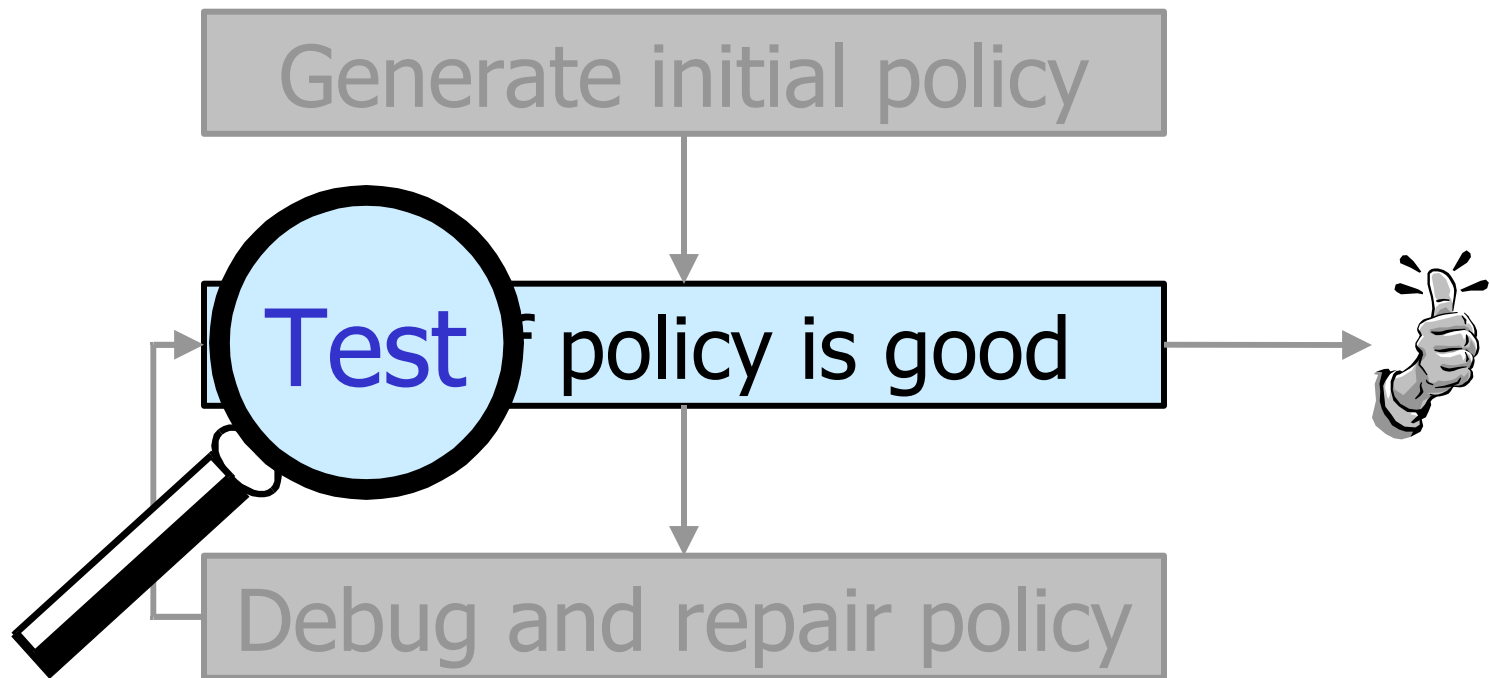 Generate initial policy
Test f policy is good
Debug and repair policy